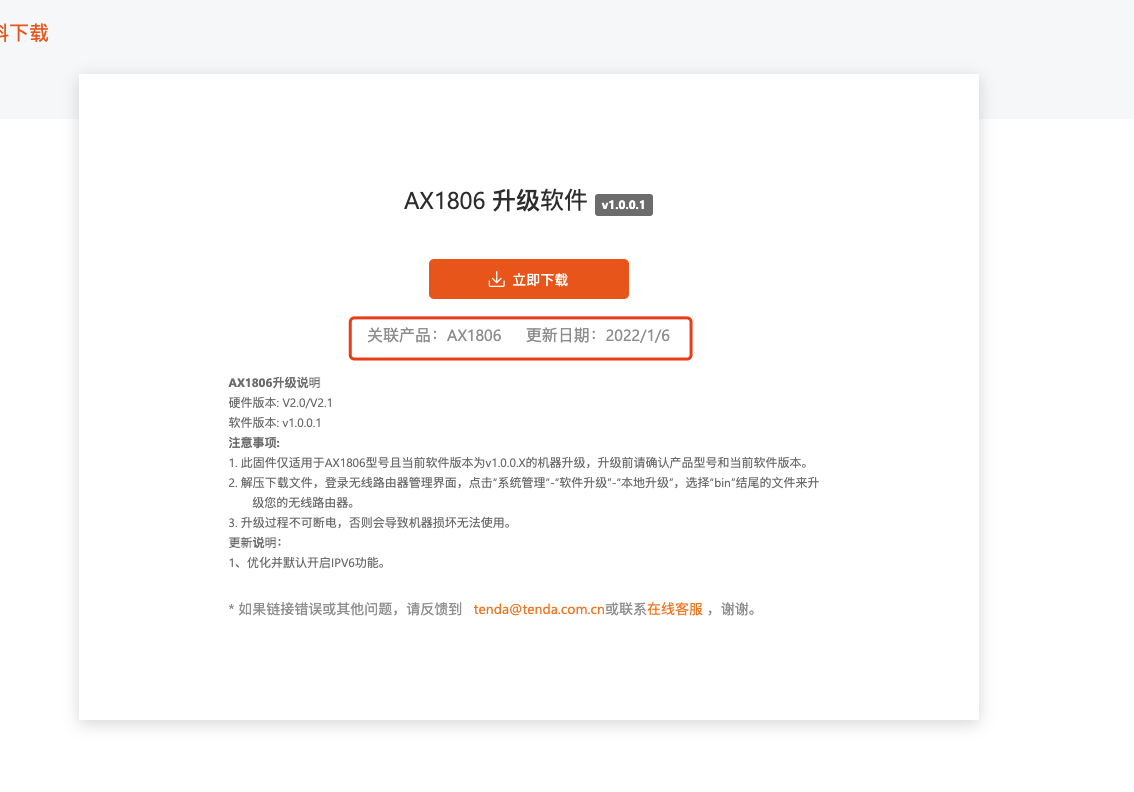 料下载
AX1806 升级软件 v1.0.0.1
立即下载
关联产品：AX1806 更新日期：2022/1/6
AX1806升级说明
硬件版本: V2.0/V2.1
软件版本: v1.0.0.1
注意事项:
1. 此固件仅适用于AX1806型号且当前软件版本为v1.0.0.X的机器升级，升级前请确认产品型号和当前软件版本。
2. 解压下载文件，登录无线路由器管理界面，点击“系统管理”-“软件升级”-“本地升级”，选择“bin”结尾的文件来升
级您的无线路由器。
3. 升级过程不可断电，否则会导致机器损坏无法使用。
更新说明：
1、优化并默认开启IPV6功能。
* 如果链接错误或其他问题，请反馈到 tenda@tenda.com.cn或联系在线客服 ，谢谢。